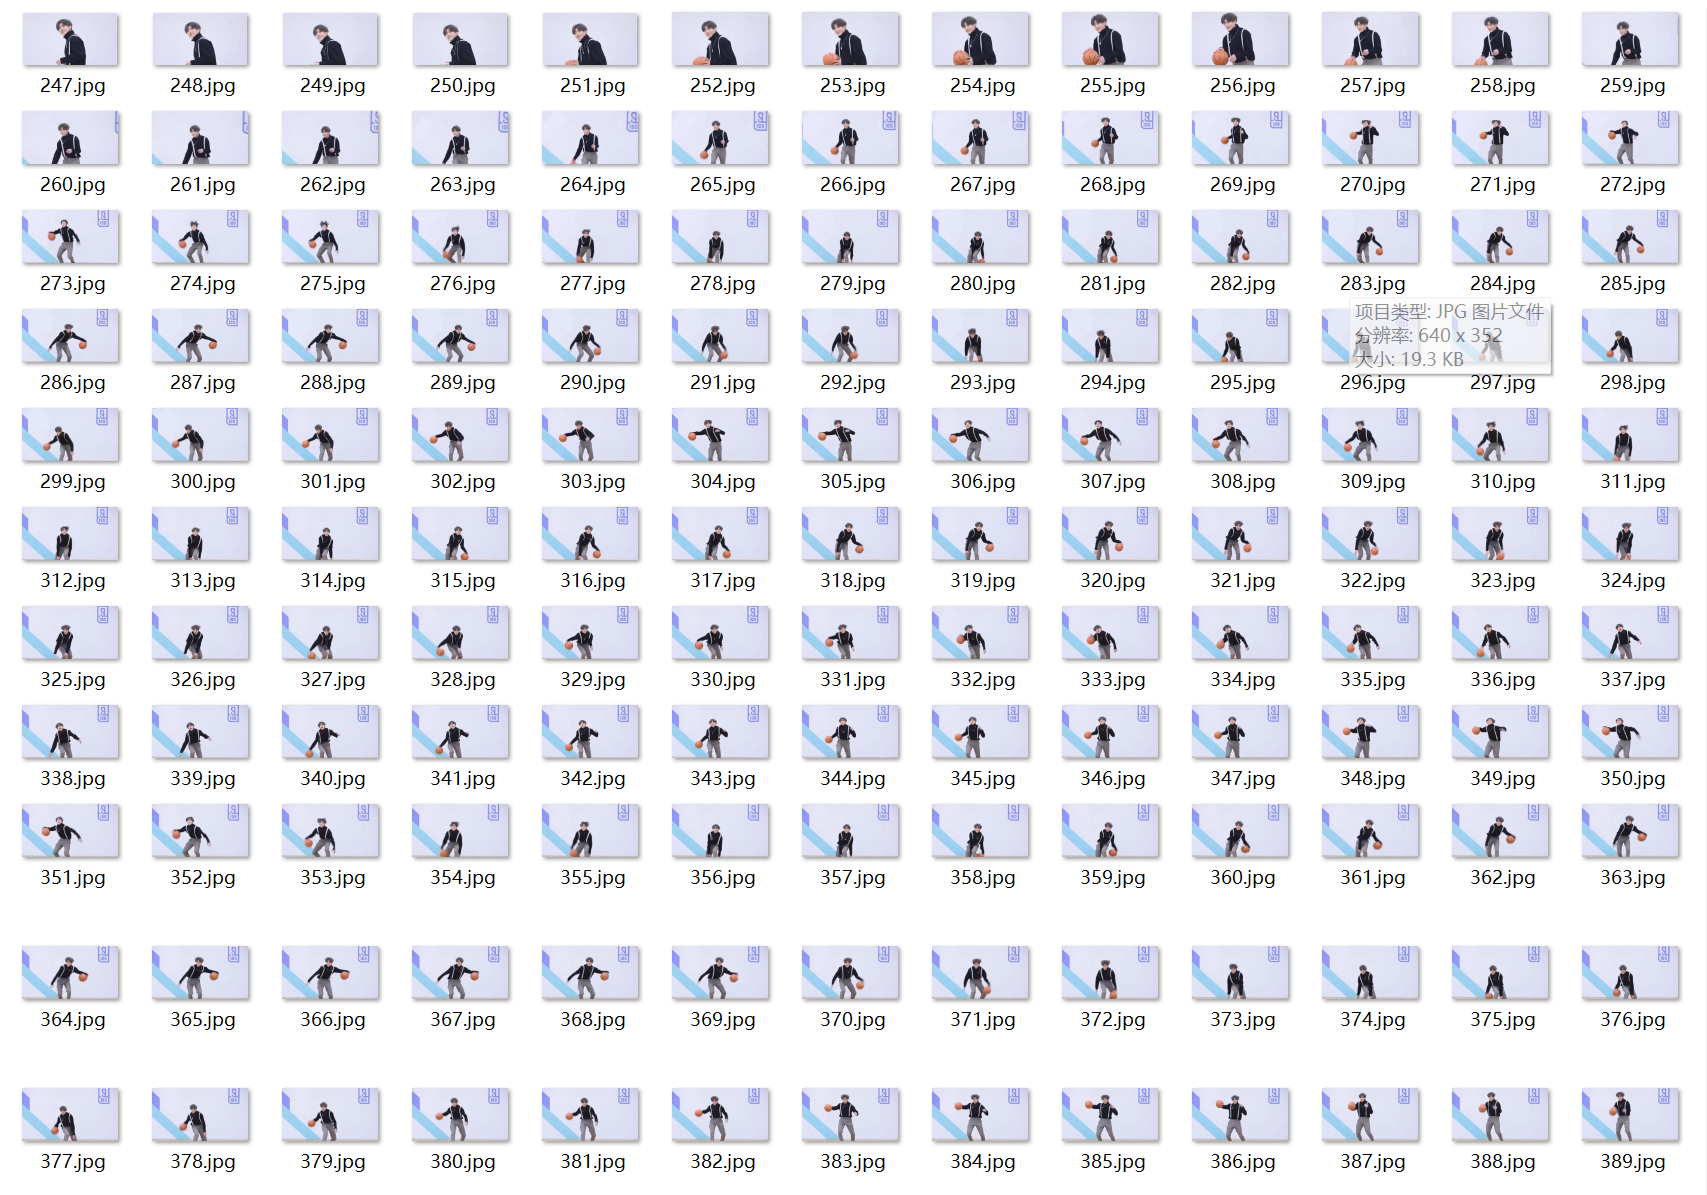 247.jpg 248.jpg 249.jpg 250.jpg 251.jpg 252.jpg 253.jpg 254.jpg 255.jpg 256.jpg 257.jpg 258.jpg 259.jpg
260.jpg 261.jpg 262.jpg 263.jpg 264.jpg 265.jpg 266.jpg 267.jpg 268.jpg 269.jpg 270.jpg 271.jpg 272.jpg
273.jpg 274.jpg 275.jpg 276.jpg 277.jpg 278.jpg 279.jpg 280.jpg 281.jpg 282.jpg 283.jpg 284.jpg 285.jpg
项目类型: JPG 图片文件
分辨率: 640 x 352
大小: 19.3 KB
286.jpg 287.jpg 288.jpg 289.jpg 290.jpg 291.jpg 292.jpg 293.jpg 294.jpg 295.jpg 296.jpg 297.jpg 298.jpg
299.jpg 300.jpg 301.jpg 302.jpg 303.jpg 304.jpg 305.jpg 306.jpg 307.jpg 308.jpg 309.jpg 310.jpg 311.jpg
312.jpg 313.jpg 314.jpg 315.jpg 316.jpg 317.jpg 318.jpg 319.jpg 320.jpg 321.jpg 322.jpg 323.jpg 324.jpg
325.jpg 326.jpg 327.jpg 328.jpg 329.jpg 330.jpg 331.jpg 332.jpg 333.jpg 334.jpg 335.jpg 336.jpg 337.jpg
338.jpg 339.jpg 340.jpg 341.jpg 342.jpg 343.jpg 344.jpg 345.jpg 346.jpg 347.jpg 348.jpg 349.jpg 350.jpg
351.jpg 352.jpg 353.jpg 354.jpg 355.jpg 356.jpg 357.jpg 358.jpg 359.jpg 360.jpg 361.jpg 362.jpg 363.jpg
364.jpg 365.jpg 366.jpg 367.jpg 368.jpg 369.jpg 370.jpg 371.jpg 372.jpg 373.jpg 374.jpg 375.jpg 376.jpg
377.jpg 378.jpg 379.jpg 380.jpg 381.jpg 382.jpg 383.jpg 384.jpg 385.jpg 386.jpg 387.jpg 388.jpg 389.jpg